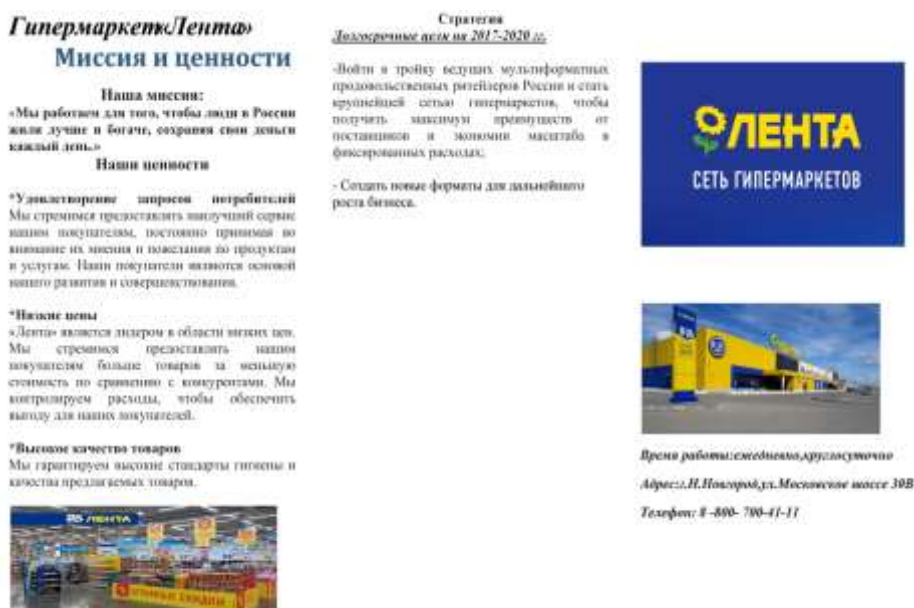 Гипермаркет«Лента»
Миссия и ценности
Наша миссия:
«Мы работаем для того, чтобы люди в России
жили лучше и богаче, сохраняя свои деньги
каждый день.»
Наши ценности
*Удовлетворение запросов потребителей
Мы стремимся предоставлять наилучший сервис
нашим покупателям, постоянно принимая во
внимание их мнения и пожелания по продуктам
и услугам. Наши покупатели являются основой
нашего развития и совершенствования.
*Низкие цены
«Лента» является лидером в области низких цен.
Мы стремимся предоставлять нашим
покупателям больше товаров за меньшую
стоимость по сравнению с конкурентами. Мы
контролируем расходы, чтобы обеспечить
выгоду для наших покупателей.
*Высокое качество товаров
Мы гарантируем высокие стандарты гигиены и
качества предлагаемых товаров.
ЛЕНТА
Стратегия
Долгосрочные цели на 2017-2020 гг.
-Войти в тройку ведущих мультиформатных
продовольственных ритейлеров России и стать
крупнейшей сетью гипермаркетов, чтобы
получить максимум преимуществ от
поставщиков и экономии масштаба в
фиксированных расходах;
- Создать новые форматы для дальнейшего
роста бизнеса.
ЛЕНТА
СЕТЬ ГИПЕРМАРКЕТОВ
Время работы:ежедневно,круглосуточно
Адрес:г.Н.Новгород,ул.Московское шоссе 30В
Телефон: 8 -800- 700-41-11